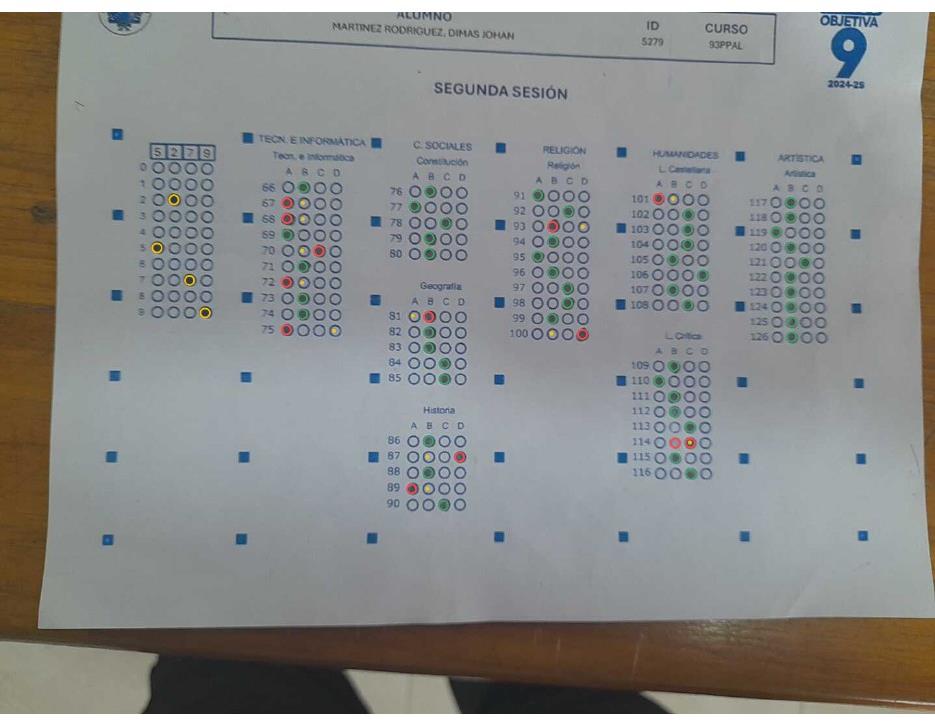 ALUMNO
MARTINEZ RODRIGUEZ, DIMAS JOHAN
ID
5279
CURSO
93PPAL
OBJETIVA
9
2024-25
SEGUNDA SESIÓN
5 2 7 9
0
1
2
3
4
5
6
7
8
9
TECN. E INFORMÁTICA
Tecn. e Informática
A B C D
66
67
68
69
70
71
72
73
74
75
C. SOCIALES
Constitución
A B C D
76
77
78
79
80
Geografía
A B C D
81
82
83
84
85
Historia
A B C D
86
87
88
89
90
RELIGIÓN
Religión
A B C D
91
92
93
94
95
96
97
98
99
100
HUMANIDADES
L. Castellana
A B C D
101
102
103
104
105
106
107
108
L. Crítica
A B C D
109
110
111
112
113
114
115
116
ARTÍSTICA
Artística
A B C D
117
118
119
120
121
122
123
124
125
126